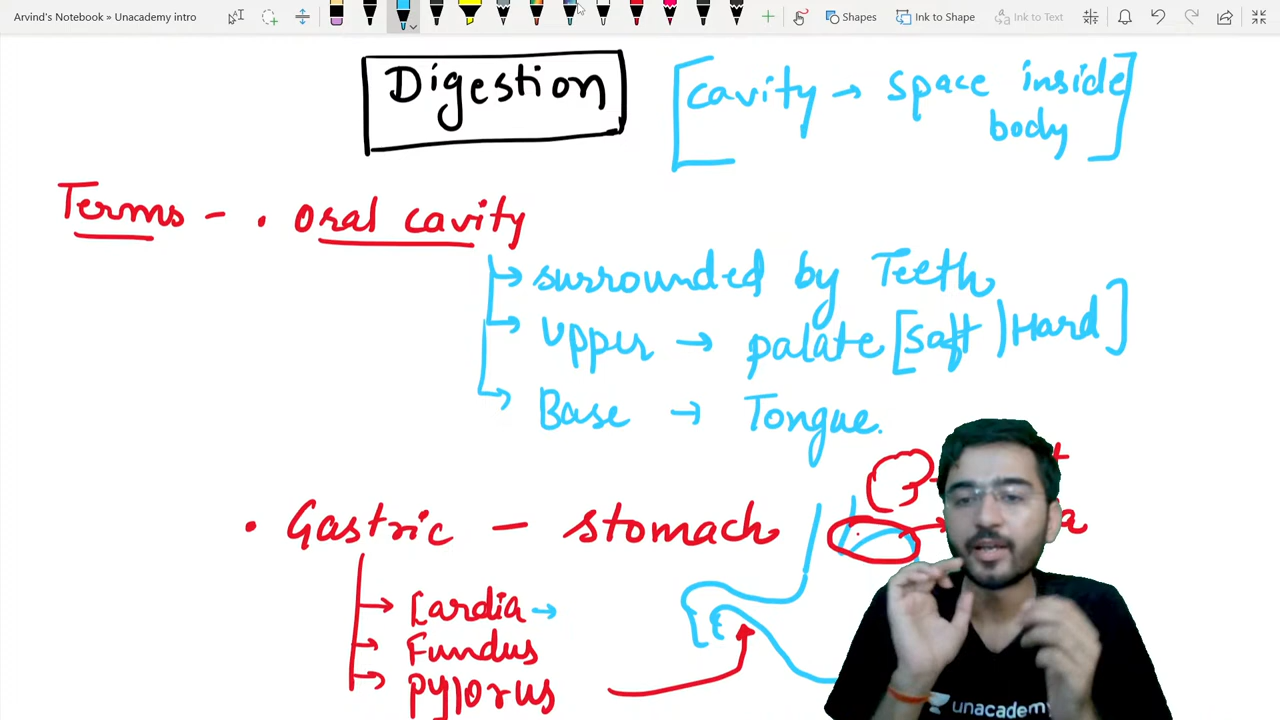 Arvind's Notebook » Unacademy intro
Shapes
Ink to Shape
Ink to Text
Digestion
[cavity → space inside
body]
Terms - . Oral cavity
→ surrounded by Teeth
→ Upper → palate [Soft) Hard]
→ Base → Tongue.
• Gastric - stomach
→ Cardia →
→ Fundus
→ pylorus
unacademy